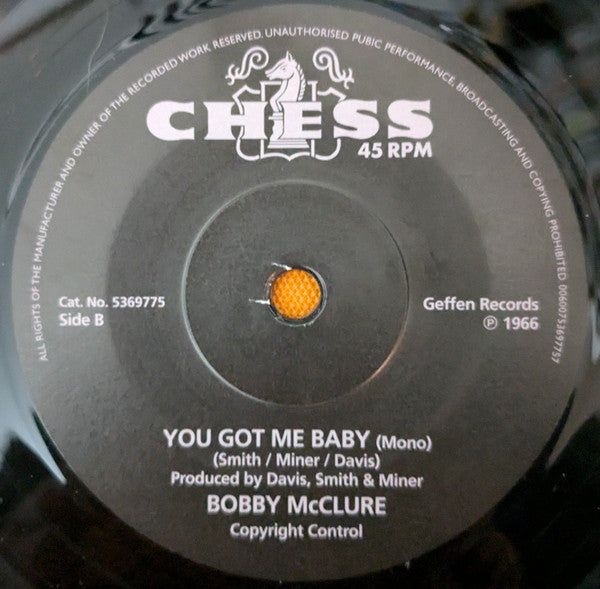 ALL RIGHTS OF THE MANUFACTURER AND OWNER OF THE RECORDED WORK RESERVED. UNAUTHORISED PUBIC PERFORMANCE, BROADCASTING AND COPYING PROHIBITED 00600753697757
CHESS
45 RPM
Cat. No. 5369775
Side B
Geffen Records
℗ 1966
YOU GOT ME BABY (Mono)
(Smith / Miner / Davis)
Produced by Davis, Smith & Miner
BOBBY McCLURE
Copyright Control